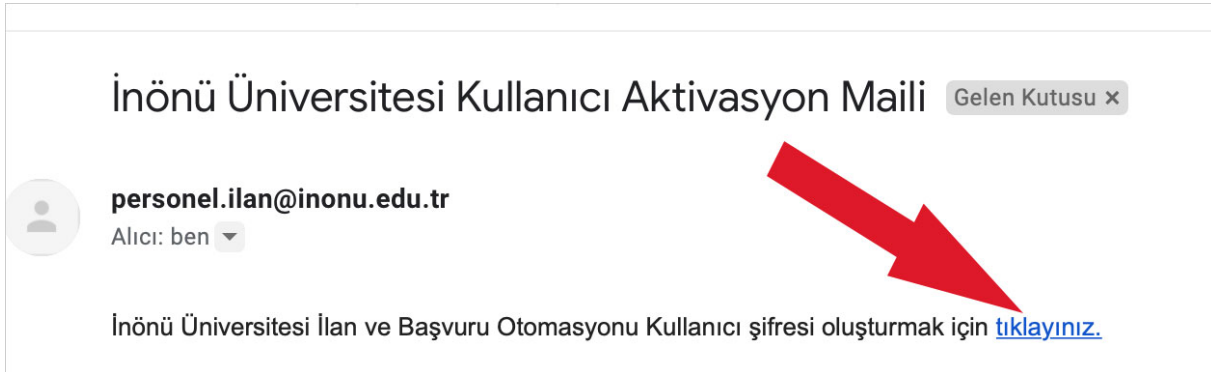 İnönü Üniversitesi Kullanıcı Aktivasyon Maili Gelen Kutusu ×
personel.ilan@inonu.edu.tr
Alıcı: ben
İnönü Üniversitesi İlan ve Başvuru Otomasyonu Kullanıcı şifresi oluşturmak için tıklayınız.